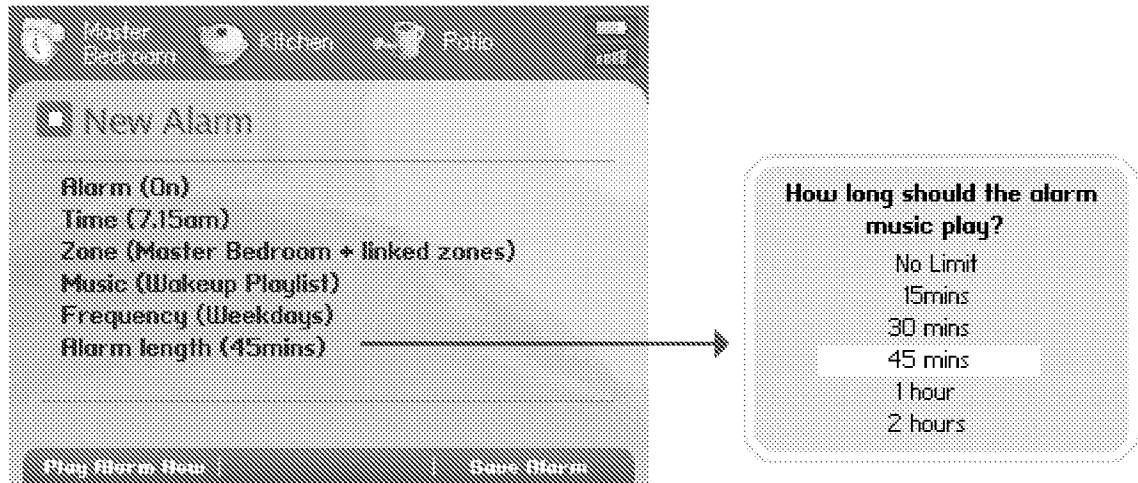 Master
Bedroom
Kitchen
Patio
New Alarm
Alarm (On)
Time (7.15am)
Zone (Master Bedroom + linked zones)
Music (Wakeup Playlist)
Frequency (Weekdays)
Alarm length (45mins)
Play Alarm Now
Save Alarm
How long should the alarm
music play?
No Limit
15mins
30 mins
45 mins
1 hour
2 hours